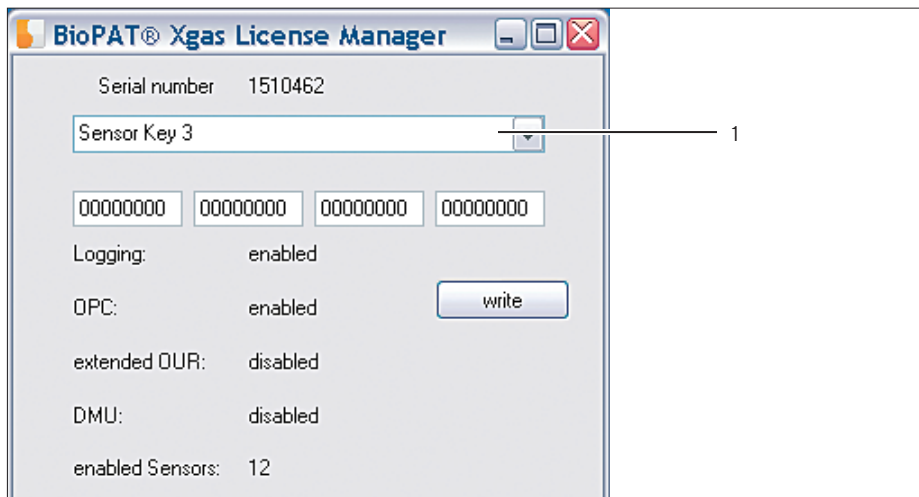 BioPAT® Xgas License Manager
Serial number 1510462
Sensor Key 3
1
00000000 00000000 00000000 00000000
Logging: enabled
OPC: enabled
write
extended OUR: disabled
DMU: disabled
enabled Sensors: 12